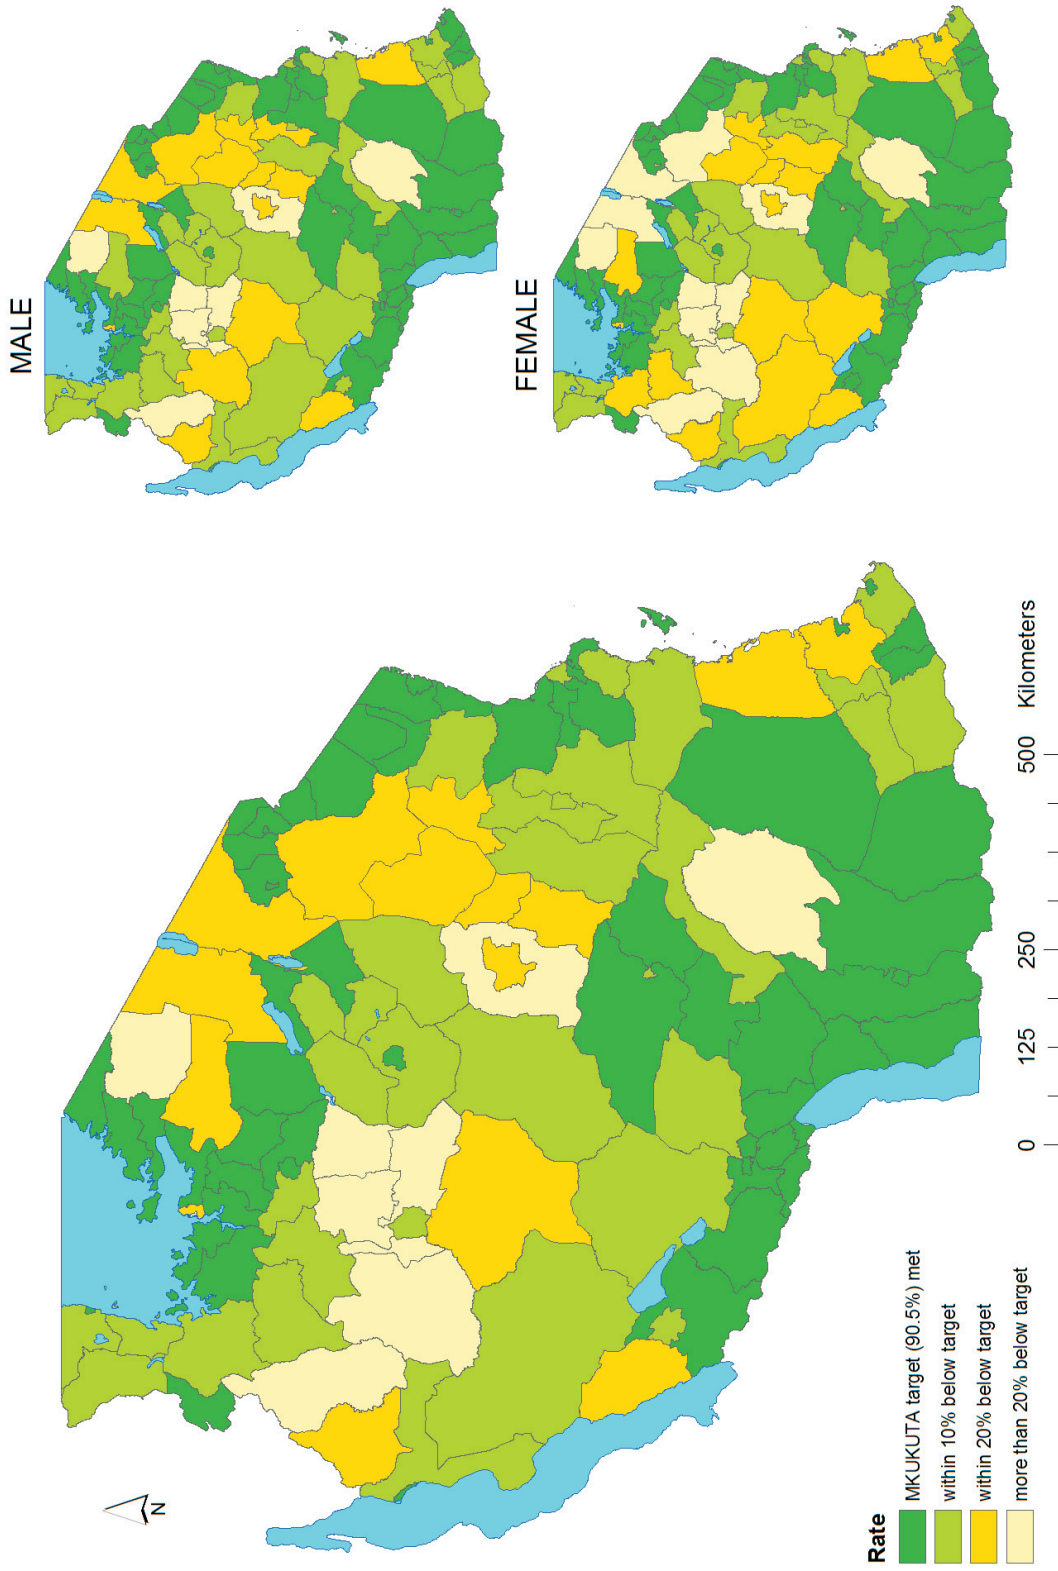 MALE
FEMALE
N
Rate
MKUKUTA target (90.5%) met
within 10% below target
within 20% below target
more than 20% below target
0 125 250 500 Kilometers